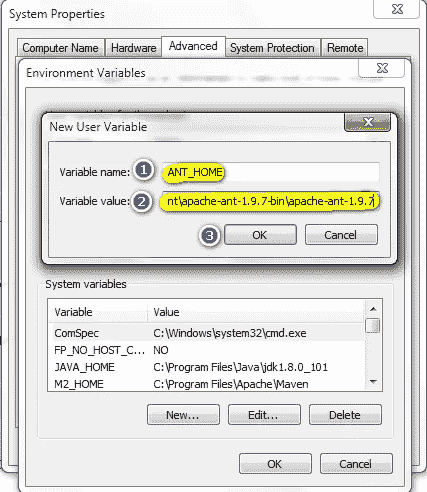 System Properties
Computer Name Hardware Advanced System Protection Remote
Environment Variables
New User Variable
Variable name: 1 ANT_HOME
Variable value: 2 nt\apache-ant-1.9.7-bin\apache-ant-1.9.7
3 OK Cancel
System variables
Variable Value
ComSpec C:\Windows\system32\cmd.exe
FP_NO_HOST_C... NO
JAVA_HOME C:\Program Files\Java\jdk1.8.0_101
M2_HOME C:\Program Files\Apache\Maven
New... Edit... Delete
OK Cancel